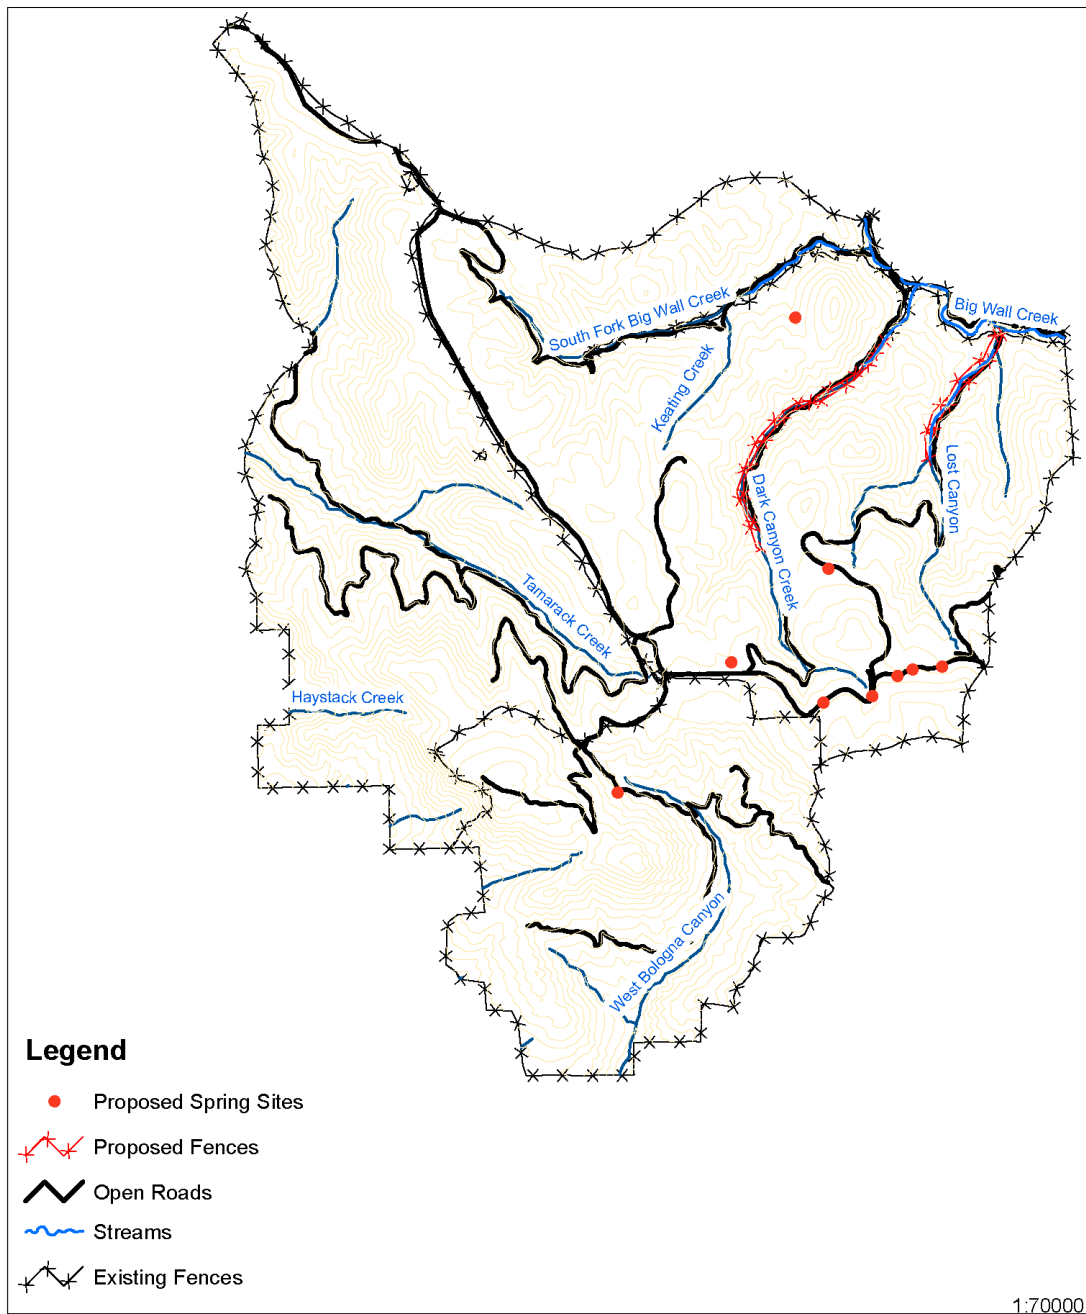 Big Wall Creek
South Fork Big Wall Creek
Keating Creek
Lost Canyon
Dark Canyon Creek
Tamarack Creek
Haystack Creek
West Bologna Canyon
Legend
Proposed Spring Sites
Proposed Fences
Open Roads
Streams
Existing Fences
1:70000